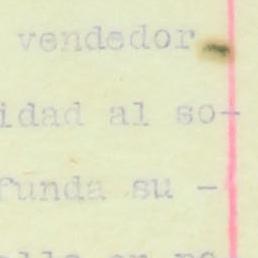 vendedor
idad al so-
funda su -